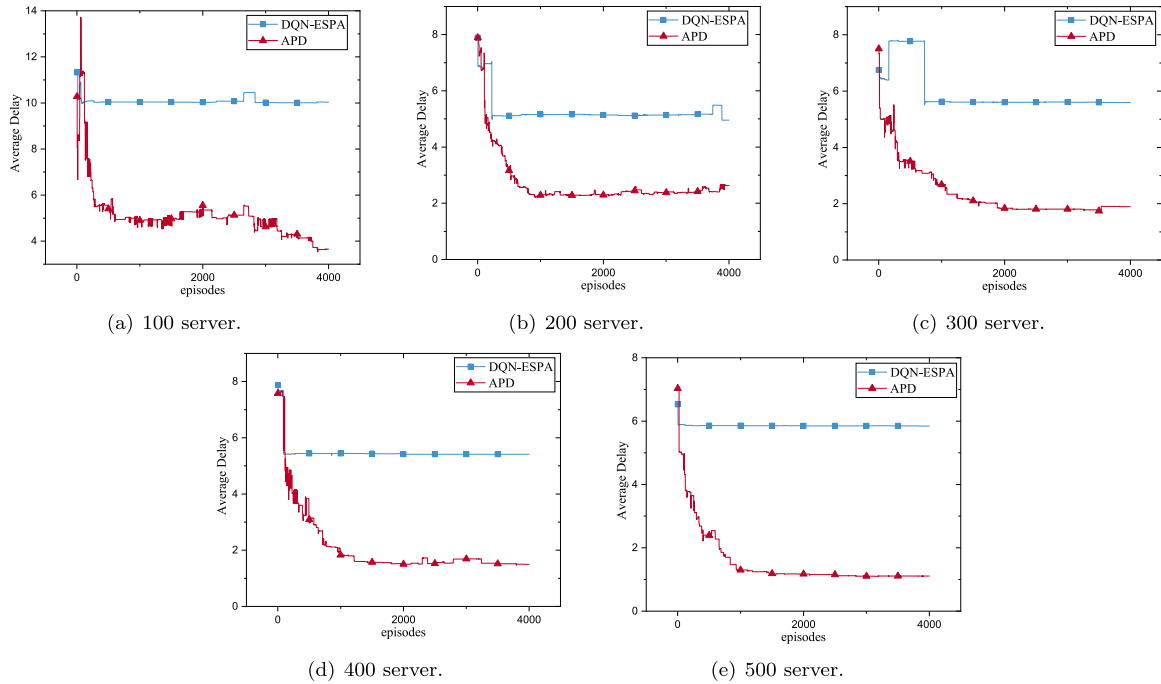 14
12
10
8
6
4
Average Delay
0
2000
4000
episodes
DQN-ESPA
APD
(a) 100 server.
8
6
4
2
0
Average Delay
0
2000
4000
episodes
DQN-ESPA
APD
(b) 200 server.
8
6
4
2
0
Average Delay
0
2000
4000
episodes
DQN-ESPA
APD
(c) 300 server.
8
6
4
2
0
Average Delay
0
2000
4000
episodes
DQN-ESPA
APD
(d) 400 server.
8
6
4
2
0
Average Delay
0
2000
4000
episodes
DQN-ESPA
APD
(e) 500 server.